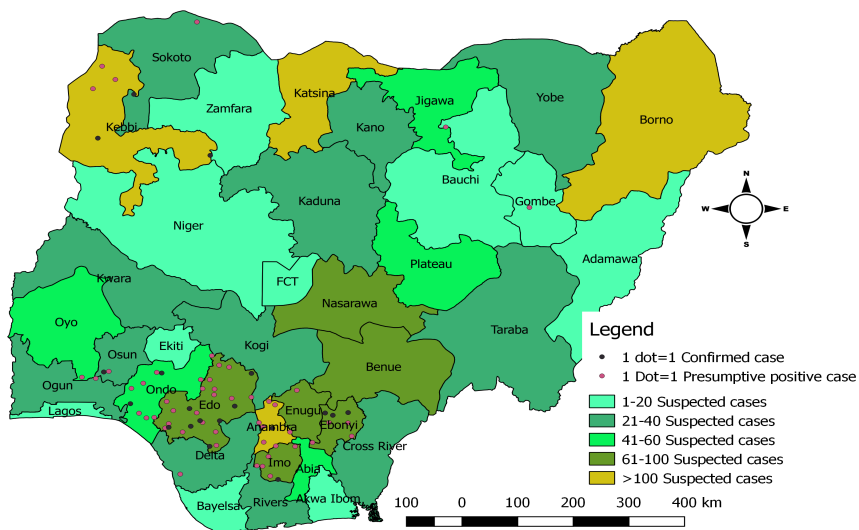 Sokoto
Katsina
Jigawa
Yobe
Zamfara
Borno
Kebbi
Kano
Bauchi
Gombe
Kaduna
Niger
N
W E
S
Adamawa
Plateau
FCT
Kwara
Nasarawa
Taraba
Oyo
Ekiti
Kogi
Osun
Benue
Ogun
Ondo
Lagos
Edo
Enugu
Anambra
Ebonyi
Cross River
Delta
Imo
Abia
Bayelsa
Rivers
Akwa Ibom
Legend
1 dot=1 Confirmed case
1 Dot=1 Presumptive positive case
1-20 Suspected cases
21-40 Suspected cases
41-60 Suspected cases
61-100 Suspected cases
>100 Suspected cases
100 0 100 200 300 400 km